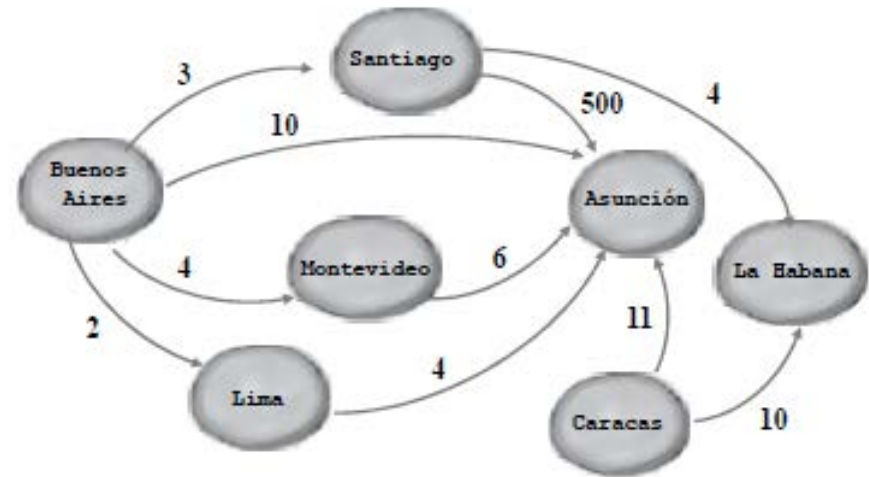 Santiago
3
500
4
10
Buenos
Aires
Asunción
4
Montevideo
6
La Habana
2
11
4
Lima
Caracas
10